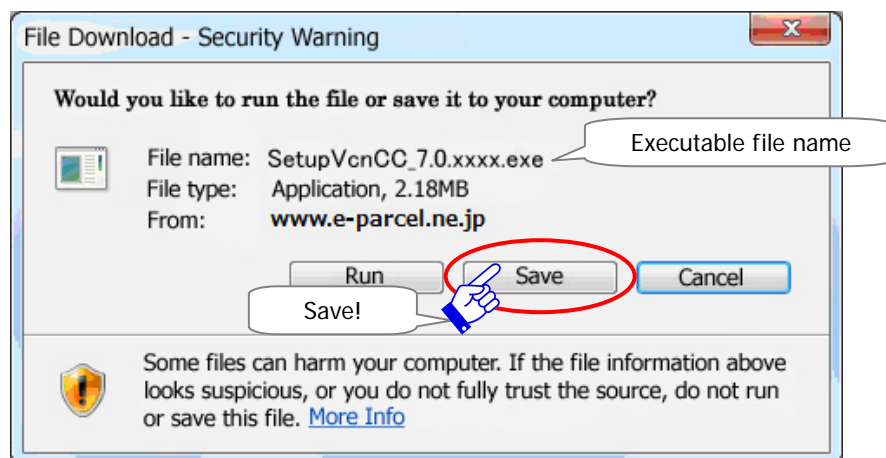 File Download - Security Warning
x
Would you like to run the file or save it to your computer?
Executable file name
File name: SetupVcnCC_7.0.xxxx.exe
File type: Application, 2.18MB
From: www.e-parcel.ne.jp
Run Save Cancel
Save!
Some files can harm your computer. If the file information above
looks suspicious, or you do not fully trust the source, do not run
or save this file. More Info